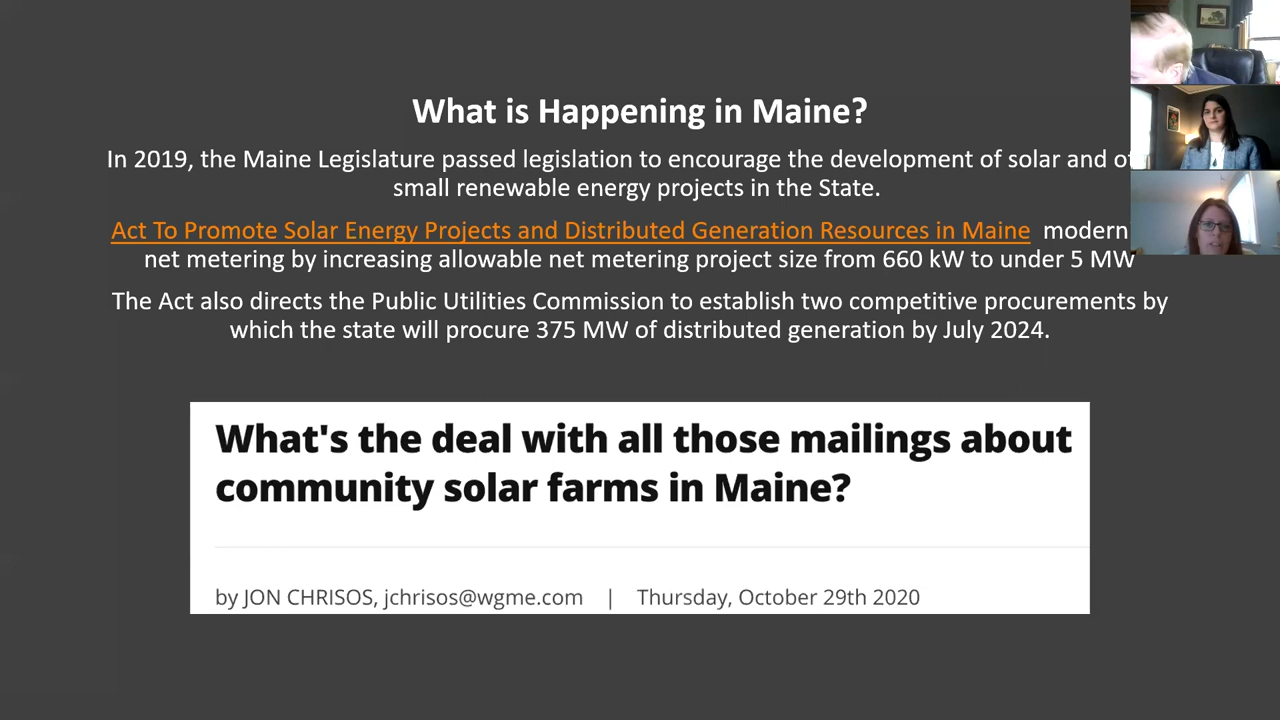 What is Happening in Maine?
In 2019, the Maine Legislature passed legislation to encourage the development of solar and
small renewable energy projects in the State.
Act To Promote Solar Energy Projects and Distributed Generation Resources in Maine
net metering by increasing allowable net metering project size from 660 kW to under 5 MW
The Act also directs the Public Utilities Commission to establish two competitive procurements by
which the state will procure 375 MW of distributed generation by July 2024.
What's the deal with all those mailings about
community solar farms in Maine?
by JON CHRISOS, jchrisos@wgme.com | Thursday, October 29th 2020